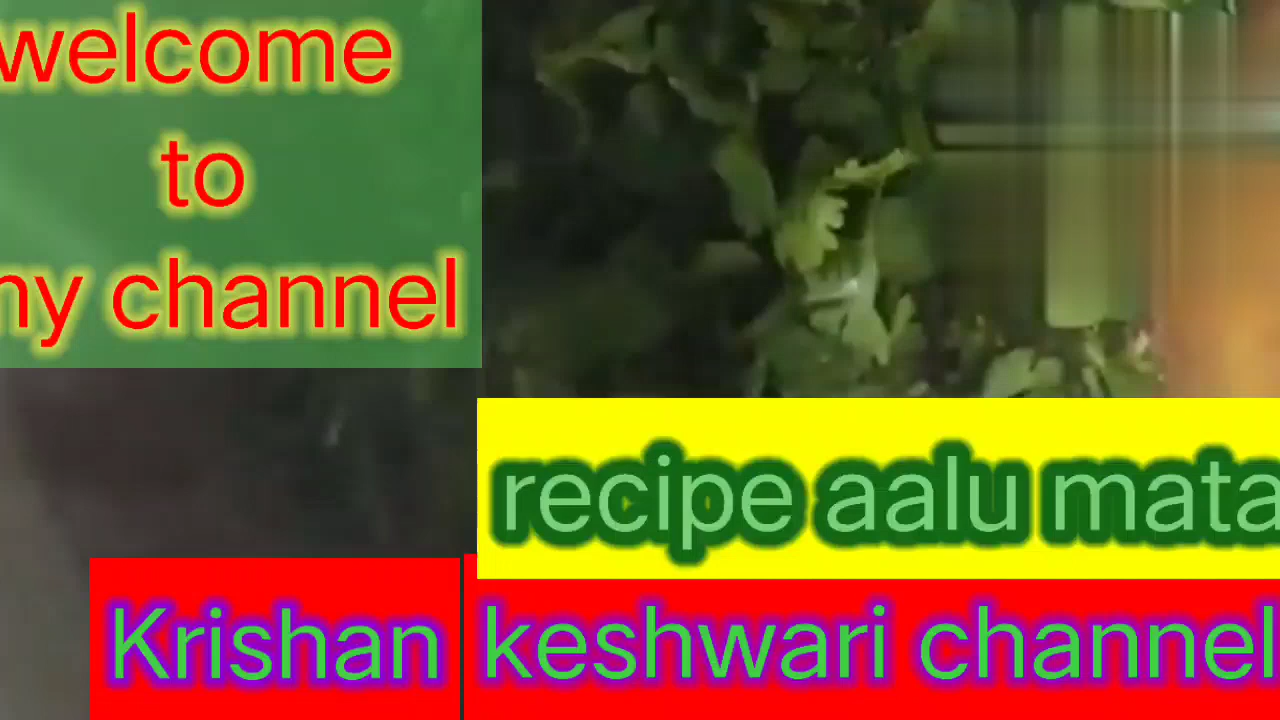 welcome
to
my channel
recipe aalu mata
Krishan keshwari channel